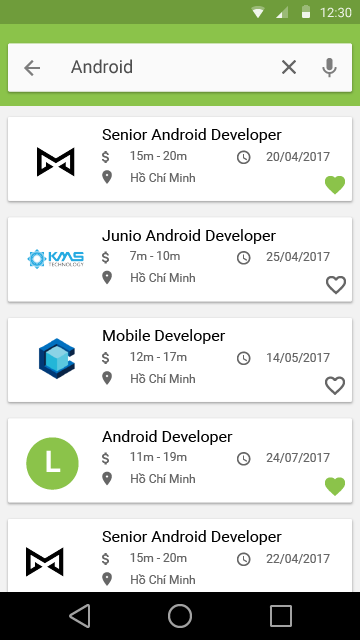 12:30
Android
Senior Android Developer
$ 15m - 20m 20/04/2017
Hồ Chí Minh
Junio Android Developer
KMS
TECHNOLOGY
$ 7m - 10m 25/04/2017
Hồ Chí Minh
Mobile Developer
$ 12m - 17m 14/05/2017
Hồ Chí Minh
Android Developer
L
$ 11m - 19m 24/07/2017
Hồ Chí Minh
Senior Android Developer
$ 15m - 20m 22/04/2017
Hồ Chí Minh